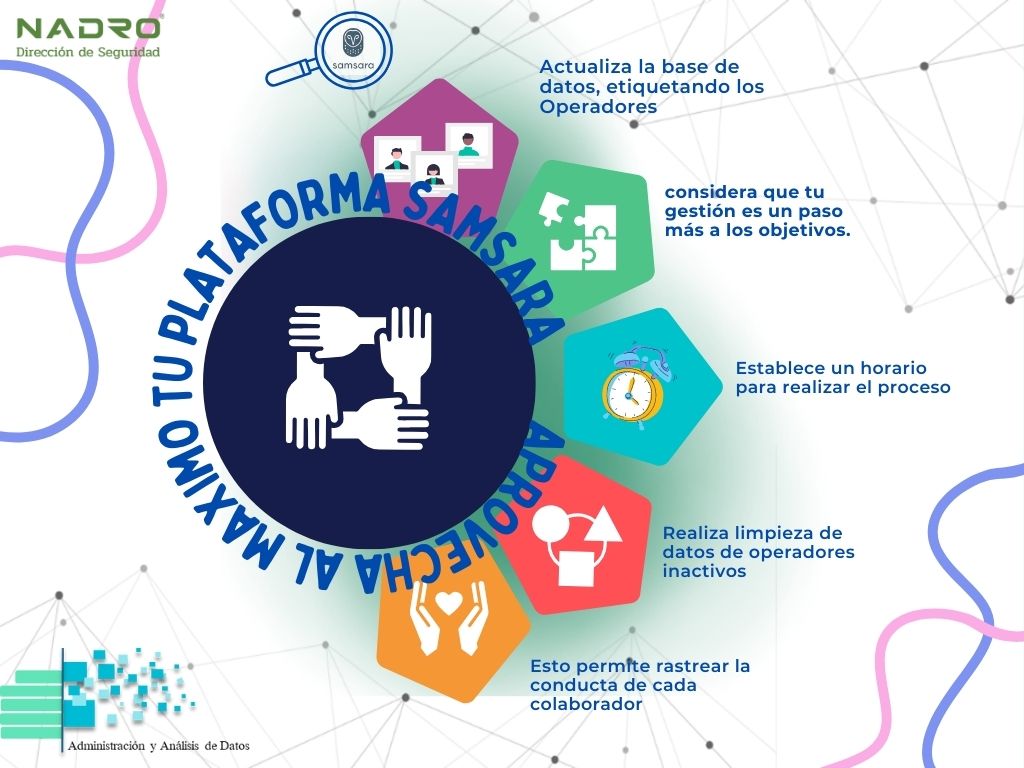 NADRO
Dirección de Seguridad
samsara
APROVECHA AL MAXIMO TU PLATAFORMA SAMSARA
Actualiza la base de
datos, etiquetando los
Operadores
considera que tu
gestión es un paso
más a los objetivos.
Establece un horario
para realizar el proceso
Realiza limpieza de
datos de operadores
inactivos
Esto permite rastrear la
conducta de cada
colaborador
Administración y Análisis de Datos